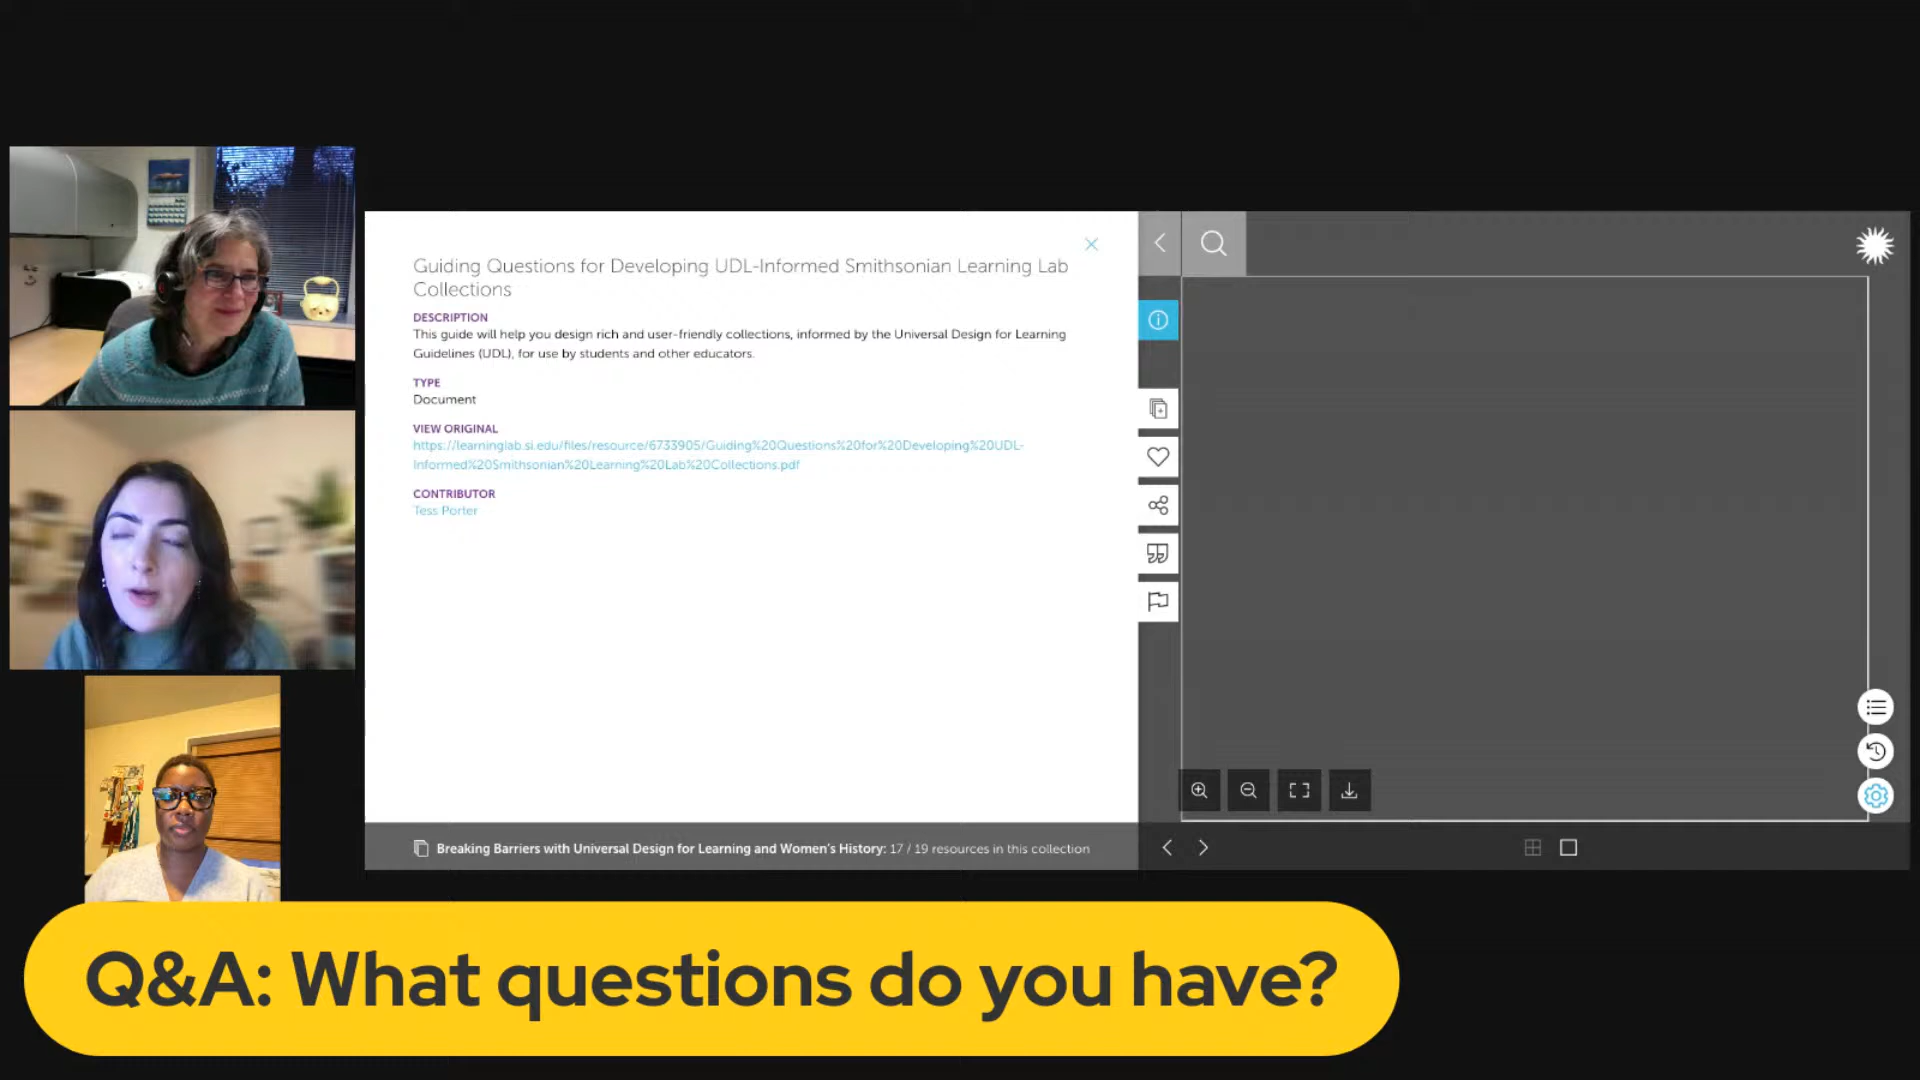 Guiding Questions for Developing UDL-Informed Smithsonian Learning Lab
Collections
DESCRIPTION
This guide will help you design rich and user-friendly collections, informed by the Universal Design for Learning
Guidelines (UDL), for use by students and other educators.
TYPE
Document
VIEW ORIGINAL
https://learninglab.si.edu/files/resource/6733905/Guiding%20Questions%20for%20Developing%20UDL-
Informed%20Smithsonian%20Learning%20Lab%20Collections.pdf
CONTRIBUTOR
Tess Porter
Breaking Barriers with Universal Design for Learning and Women's History: 17 / 19 resources in this collection
Q&A: What questions do you have?